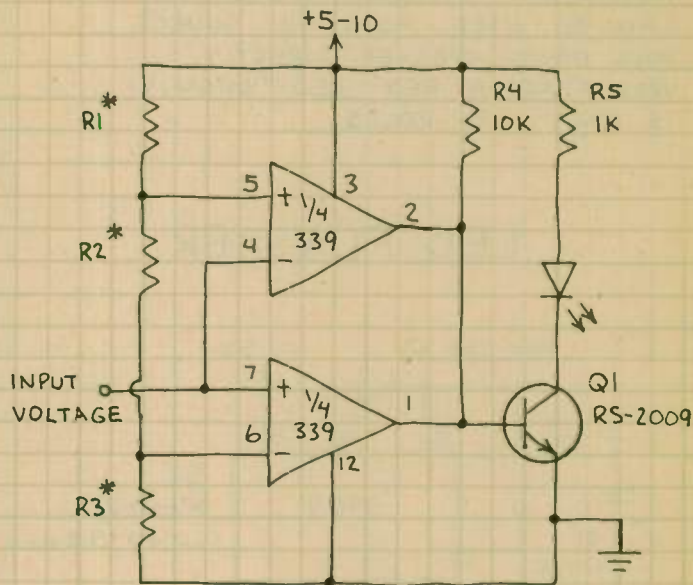 +5-10
R1*
R4
10K
R5
1K
5
+
3
1/4
339
2
4
-
R2*
INPUT
VOLTAGE
7
+
1/4
339
1
6
-
12
Q1
RS-2009
R3*